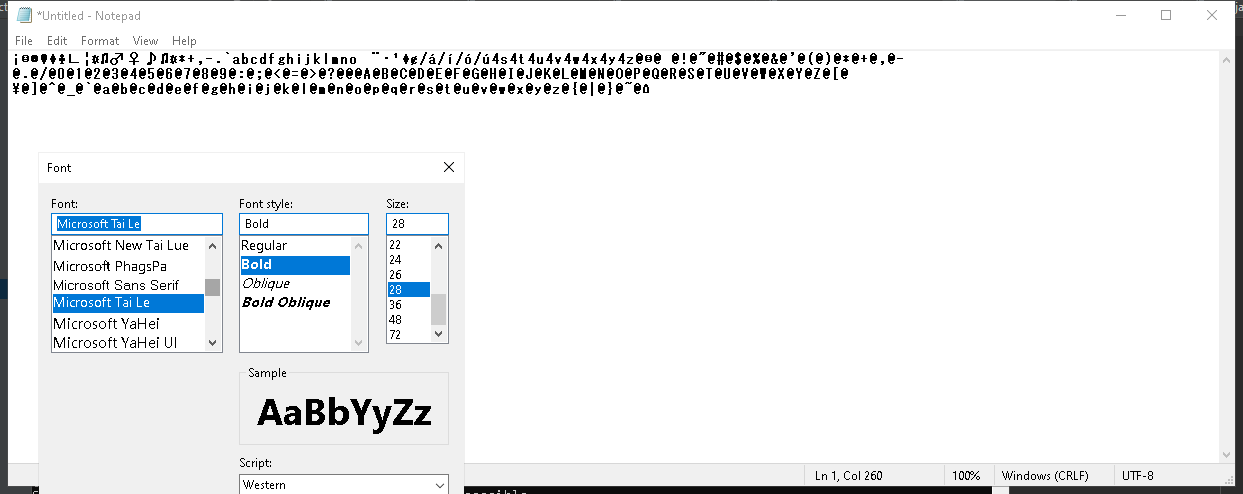 *Untitled - Notepad
File Edit Format View Help
¨·'♦¢/á/í/ó/ú4s4t4u4v4w4x4y4z@@@ @!@˜@#@$@%@&@'@(@)@*@+@,@-
@.@/@0@1@2@3@4@5@6@7@8@9@:@;@<@=@>@?@@@A@B@C@D@E@F@G@H@I@J@K@L@M@N@O@P@Q@R@S@T@U@V@W@X@Y@Z@[@
¥@]@^@_@`@a@b@c@d@e@f@g@h@i@j@k@l@m@n@o@p@q@r@s@t@u@v@w@x@y@z@{@|@}@˜@⌂
Font
Font: Font style: Size:
Microsoft Tai Le Bold 28
Microsoft New Tai Lue Regular 22
Microsoft PhagsPa Bold 24
Microsoft Sans Serif Oblique 26
Microsoft Tai Le Bold Oblique 28
Microsoft YaHei 36
Microsoft YaHei UI 48
72
Sample
AaBbYyZz
Script:
Western
Ln 1, Col 260 100% Windows (CRLF) UTF-8